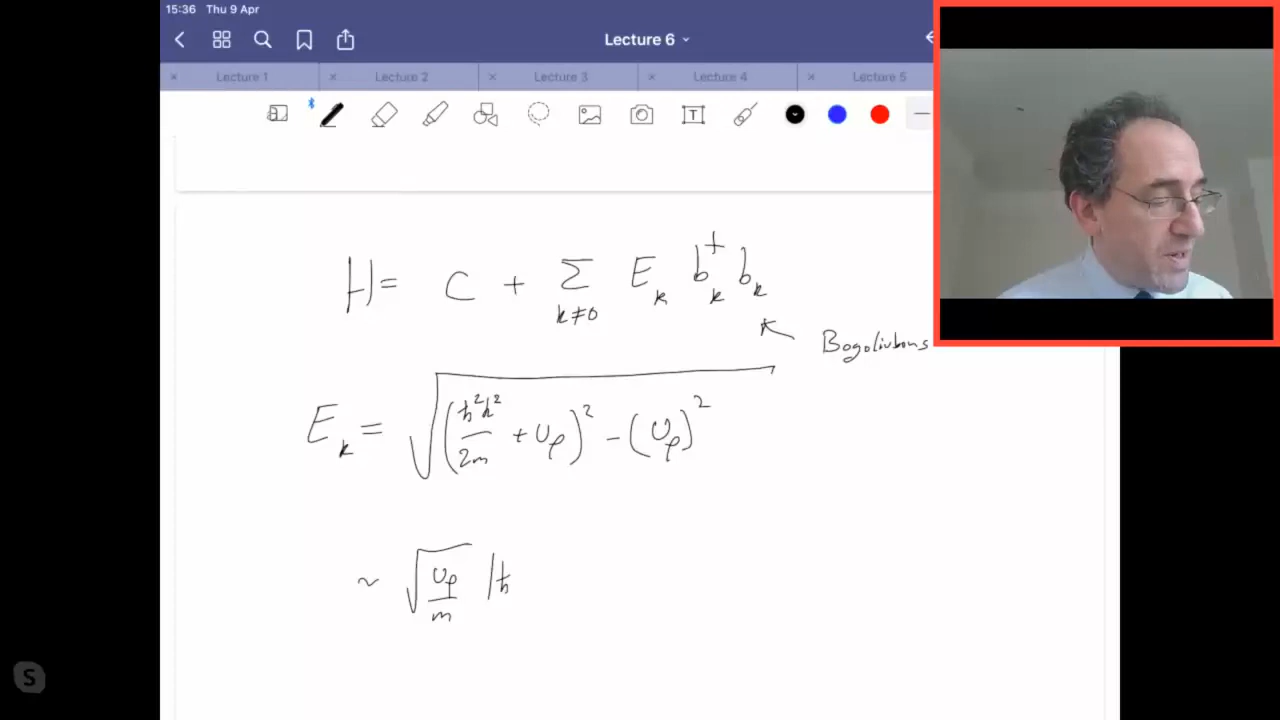 15:36 Thu 9 Apr
Lecture 6
Lecture 1 Lecture 2 Lecture 3 Lecture 4 Lecture 5
T
H = C + Σ_{k≠0} E_k b_k^† b_k
Bogoliubons
E_k = √((ħ²k²/2m + Uρ)² - (Uρ)²)
~ √(Uρ/m) |ħ
S